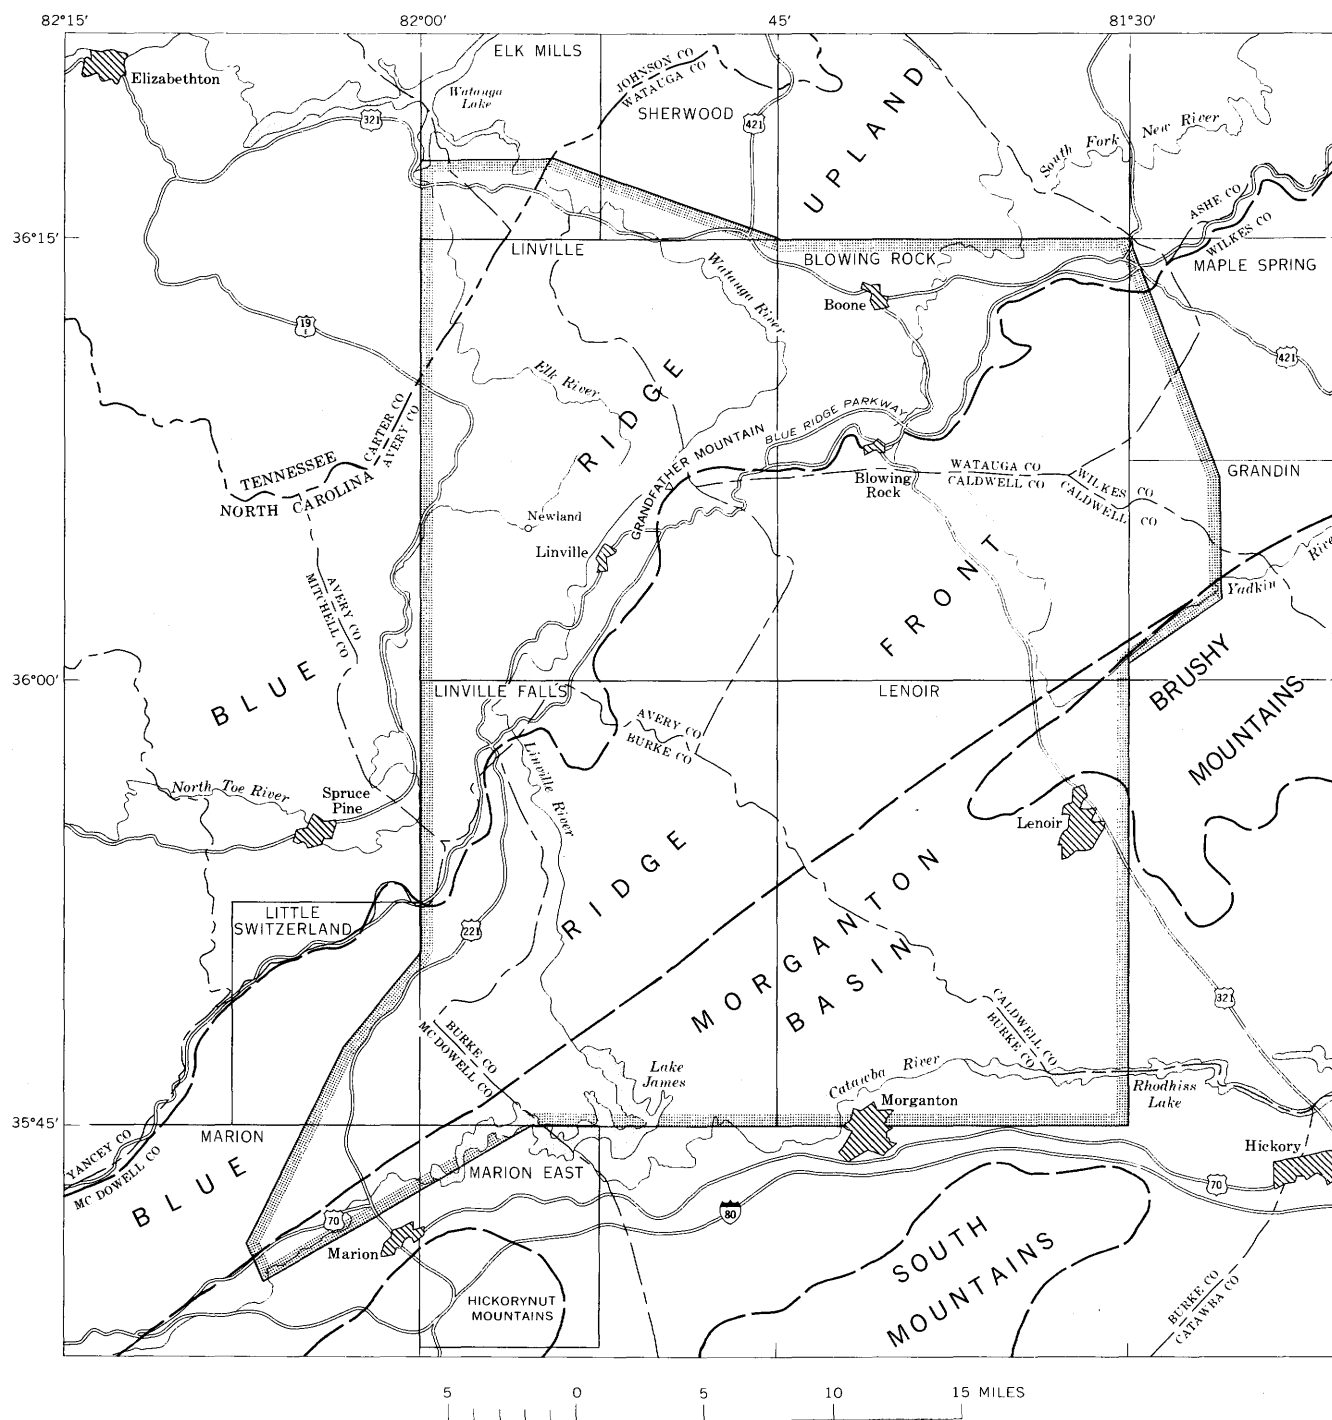 82°15′ 82°00′ 45′ 81°30′
ELK MILLS
Elizabethton
JOHNSON CO
WATAUGA CO
Watauga
Lake
SHERWOOD
321
421
UPLAND
South Fork New River
ASHE CO
WILKES CO
36°15′
LINVILLE
BLOWING ROCK
MAPLE SPRING
Watauga River
Boone
19
E
421
Elk River
RIDGE
BLUE RIDGE PARKWAY
GRANDFATHER MOUNTAIN
CARTER CO
AVERY CO
TENNESSEE
NORTH CAROLINA
Blowing
Rock
WATAUGA CO
CALDWELL CO
WILKES CO
CALDWELL CO
GRANDIN
Newland
Linville
Yadkin
AVERY CO
MITCHELL CO
FRONT
BLUE
BRUSHY
MOUNTAINS
36°00′
LINVILLE FALLS
LENOIR
AVERY CO
BURKE CO
Linville River
North Toe River
Spruce
Pine
Lenoir
RIDGE
LITTLE
SWITZERLAND
221
MORGANTON
BASIN
321
CALDWELL CO
BURKE CO
BURKE CO
MC DOWELL CO
Lake
James
Catawba River
Morganton
Rhodhiss
Lake
35°45′
MARION
YANCEY CO
MC DOWELL CO
BLUE
MARION EAST
Hickory
70
70
80
Marion
SOUTH
MOUNTAINS
HICKORYNUT
MOUNTAINS
BURKE CO
CATAWBA CO
5 0 5 10 15 MILES